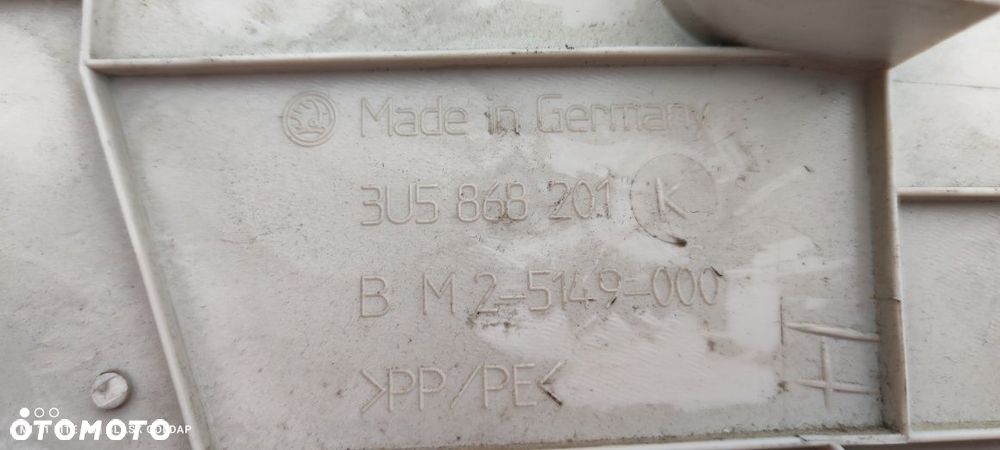 Made in Germany
3U5 868 201 K
B M 2-5149-000
>PP/PE<
OTOMOTO